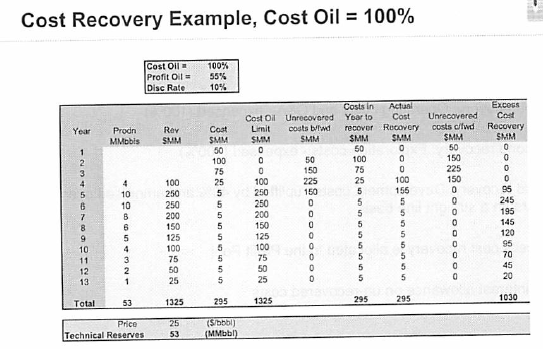 Cost Recovery Example, Cost Oil = 100%
Cost Oil = 100%
Profit Oil = 55%
Disc Rate 10%
Costs in Actual Excess
Cost Oil Unrecovered Year to Cost Unrecovered Cost
Year Prodn Rev Cost Limit costs b/fwd recover Recovery costs c/fwd Recovery
MMbbls $MM $MM $MM $MM $MM $MM $MM $MM
1 50 0 50 0 50 0
2 100 0 50 100 0 150 0
3 75 0 150 75 0 225 0
4 4 100 25 100 225 25 100 150 0
5 10 250 5 250 150 5 155 0 95
6 10 250 5 250 0 5 5 0 245
7 8 200 5 200 0 5 5 0 195
8 6 150 5 150 0 5 5 0 145
9 5 125 5 125 0 5 5 0 120
10 4 100 5 100 0 5 5 0 95
11 3 75 5 75 0 5 5 0 70
12 2 50 5 50 0 5 5 0 45
13 1 25 5 25 0 5 5 0 20
Total 53 1325 295 1325 295 295 1030
Price 25 ($/bbl)
Technical Reserves 53 (MMbbl)